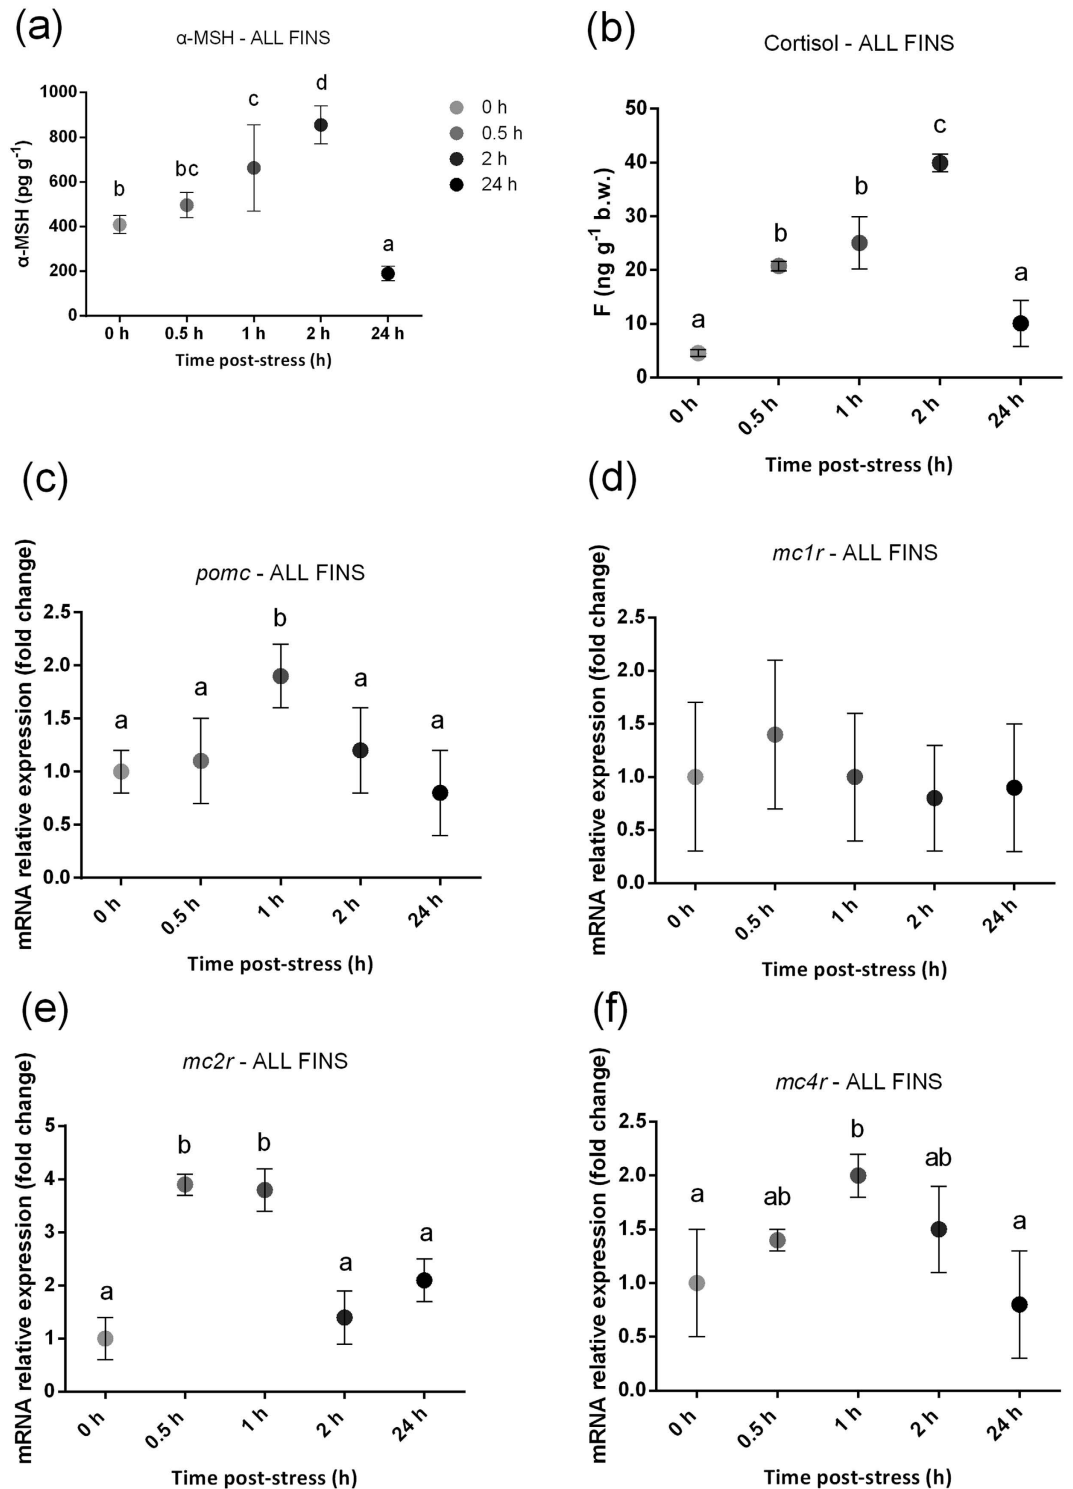 (a)
α-MSH - ALL FINS
α-MSH (pg g-1)
1000
800
600
400
200
0
b
bc
c
d
a
0 h
0.5 h
1 h
2 h
24 h
Time post-stress (h)
0 h
0.5 h
2 h
24 h
(b)
Cortisol - ALL FINS
F (ng g-1 b.w.)
50
40
30
20
10
0
a
b
b
c
a
0 h
0.5 h
1 h
2 h
24 h
Time post-stress (h)
(c)
pomc - ALL FINS
mRNA relative expression (fold change)
2.5
2.0
1.5
1.0
0.5
0.0
a
a
b
a
a
0 h
0.5 h
1 h
2 h
24 h
Time post-stress (h)
(d)
mc1r - ALL FINS
mRNA relative expression (fold change)
2.5
2.0
1.5
1.0
0.5
0.0
0 h
0.5 h
1 h
2 h
24 h
Time post-stress (h)
(e)
mc2r - ALL FINS
mRNA relative expression (fold change)
5
4
3
2
1
0
a
b
b
a
a
0 h
0.5 h
1 h
2 h
24 h
Time post-stress (h)
(f)
mc4r - ALL FINS
mRNA relative expression (fold change)
2.5
2.0
1.5
1.0
0.5
0.0
a
ab
b
ab
a
0 h
0.5 h
1 h
2 h
24 h
Time post-stress (h)